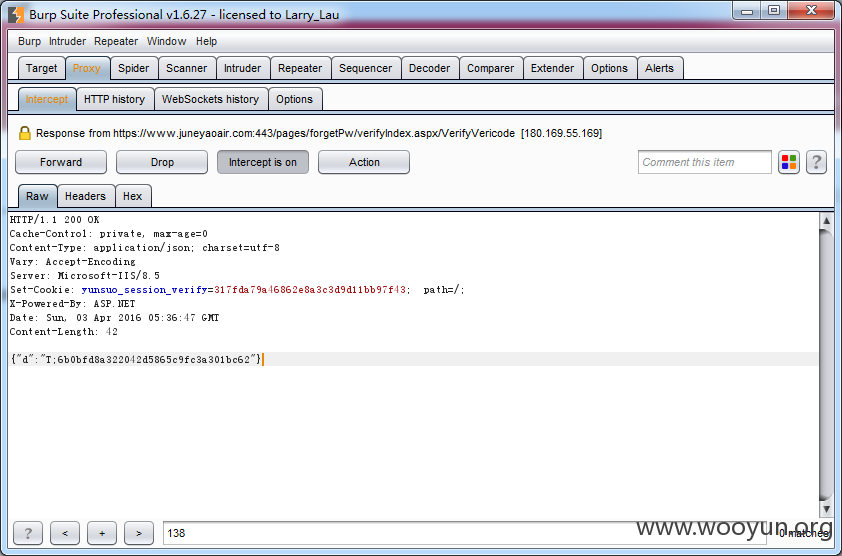 Burp Suite Professional v1.6.27 - licensed to Larry_Lau
Burp Intruder Repeater Window Help
Target Proxy Spider Scanner Intruder Repeater Sequencer Decoder Comparer Extender Options Alerts
Intercept HTTP history WebSockets history Options
Response from https://www.juneyaoair.com:443/pages/forgetPw/verifyIndex.aspx/VerifyVericode [180.169.55.169]
Forward Drop Intercept is on Action Comment this item ?
Raw Headers Hex
HTTP/1.1 200 OK
Cache-Control: private, max-age=0
Content-Type: application/json; charset=utf-8
Vary: Accept-Encoding
Server: Microsoft-IIS/8.5
Set-Cookie: yunsuo_session_verify=317fda79a46862e8a3c3d9d11bb97f43; path=/;
X-Powered-By: ASP.NET
Date: Sun, 03 Apr 2016 05:36:47 GMT
Content-Length: 42
{"d":"T;6b0bfd8a322042d5865c9fc3a301bc62"}
? < + > 138 0 matches
www.wooyun.org